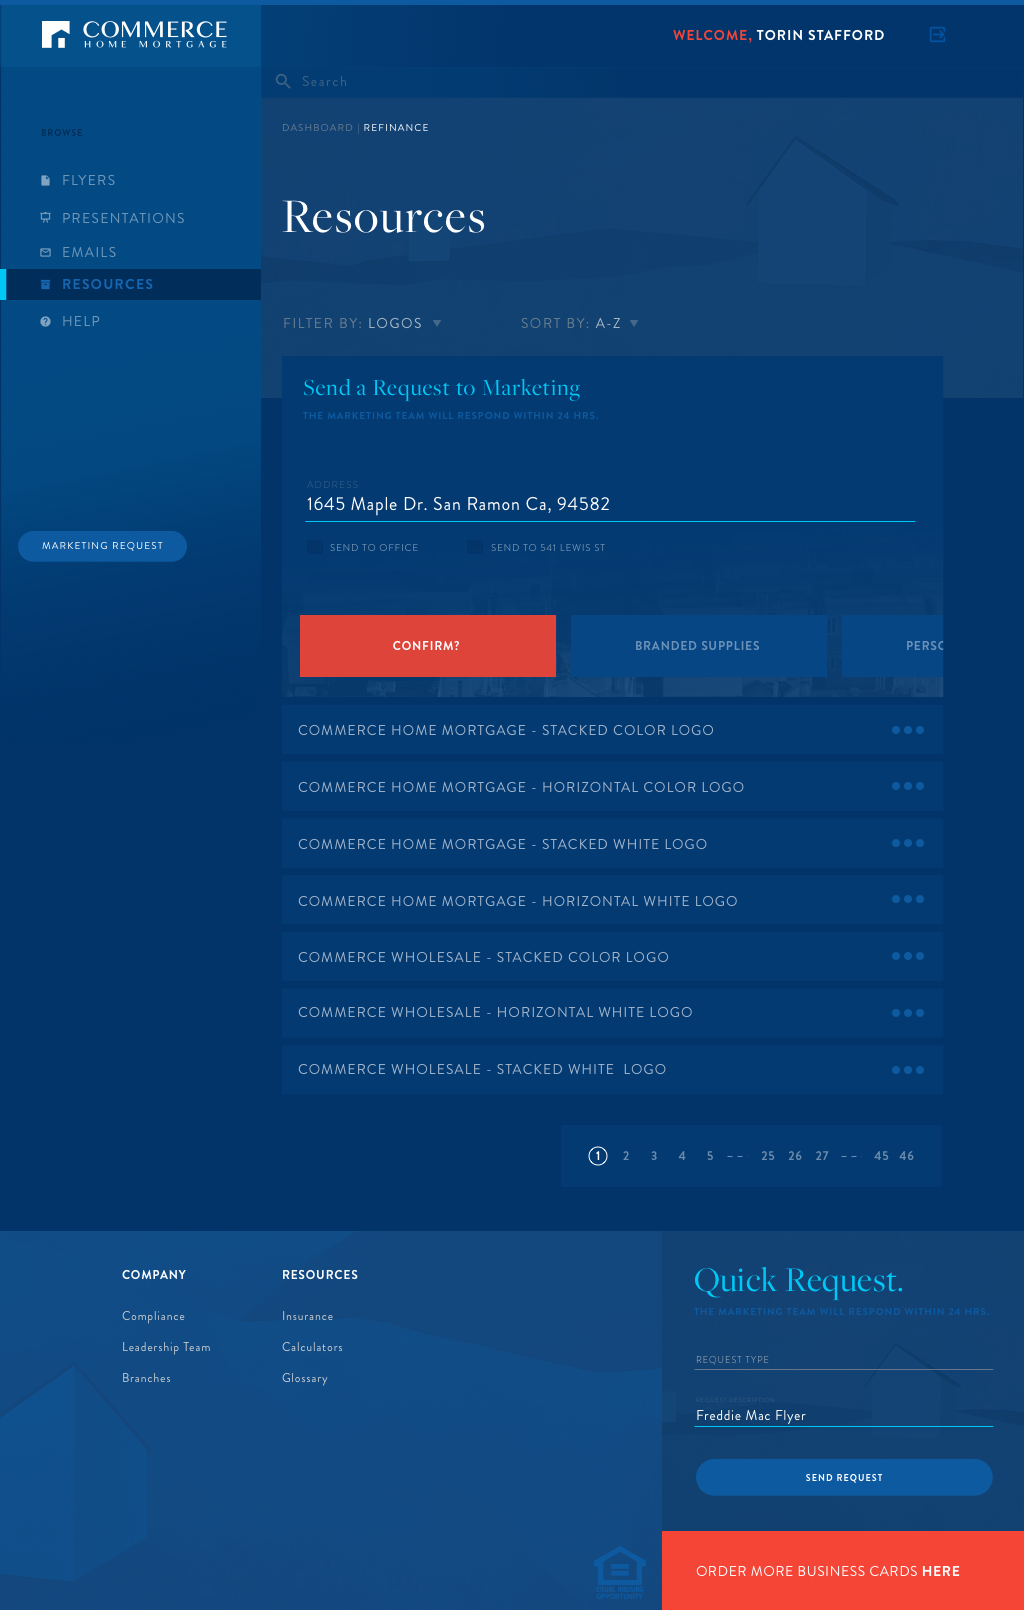 COMMERCE
HOME MORTGAGE
WELCOME, TORIN STAFFORD
Search
BROWSE
FLYERS
PRESENTATIONS
EMAILS
RESOURCES
HELP
MARKETING REQUEST
DASHBOARD | REFINANCE
Resources
FILTER BY: LOGOS
SORT BY: A-Z
Send a Request to Marketing
THE MARKETING TEAM WILL RESPOND WITHIN 24 HRS.
ADDRESS
1645 Maple Dr. San Ramon Ca, 94582
SEND TO OFFICE
SEND TO 541 LEWIS ST
CONFIRM?
BRANDED SUPPLIES
PERSO
COMMERCE HOME MORTGAGE - STACKED COLOR LOGO
COMMERCE HOME MORTGAGE - HORIZONTAL COLOR LOGO
COMMERCE HOME MORTGAGE - STACKED WHITE LOGO
COMMERCE HOME MORTGAGE - HORIZONTAL WHITE LOGO
COMMERCE WHOLESALE - STACKED COLOR LOGO
COMMERCE WHOLESALE - HORIZONTAL WHITE LOGO
COMMERCE WHOLESALE - STACKED WHITE  LOGO
1 2 3 4 5 -- 25 26 27 -- 45 46
COMPANY
Compliance
Leadership Team
Branches
RESOURCES
Insurance
Calculators
Glossary
Quick Request.
THE MARKETING TEAM WILL RESPOND WITHIN 24 HRS.
REQUEST TYPE
REQUEST DESCRIPTION
Freddie Mac Flyer
SEND REQUEST
EQUAL HOUSING
OPPORTUNITY
ORDER MORE BUSINESS CARDS HERE